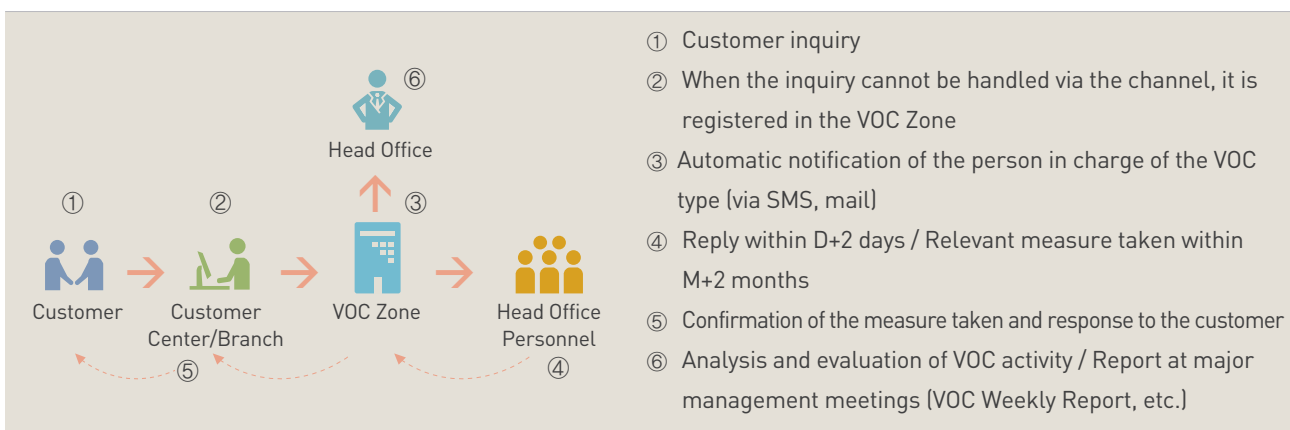 ⑥
Head Office
①
②
③
Customer
Customer
Center/Branch
VOC Zone
Head Office
Personnel
⑤
④
① Customer inquiry
② When the inquiry cannot be handled via the channel, it is
registered in the VOC Zone
③ Automatic notification of the person in charge of the VOC
type (via SMS, mail)
④ Reply within D+2 days / Relevant measure taken within
M+2 months
⑤ Confirmation of the measure taken and response to the customer
⑥ Analysis and evaluation of VOC activity / Report at major
management meetings (VOC Weekly Report, etc.)